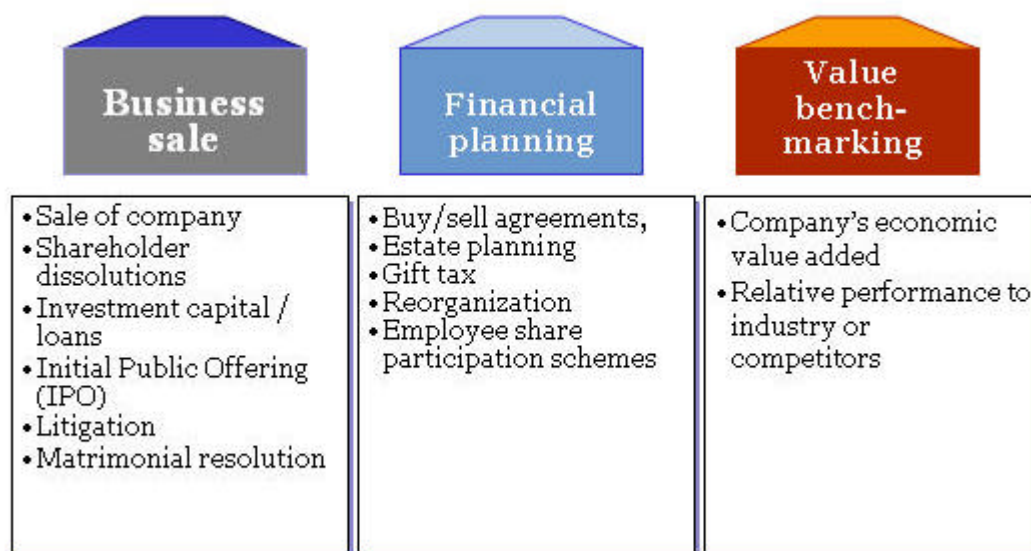 Business
sale
•Sale of company
•Shareholder
dissolutions
•Investment capital /
loans
•Initial Public Offering
(IPO)
•Litigation
•Matrimonial resolution
Financial
planning
•Buy/sell agreements,
•Estate planning
•Gift tax
•Reorganization
•Employee share
participation schemes
Value
bench-
marking
•Company’s economic
value added
•Relative performance to
industry or
competitors